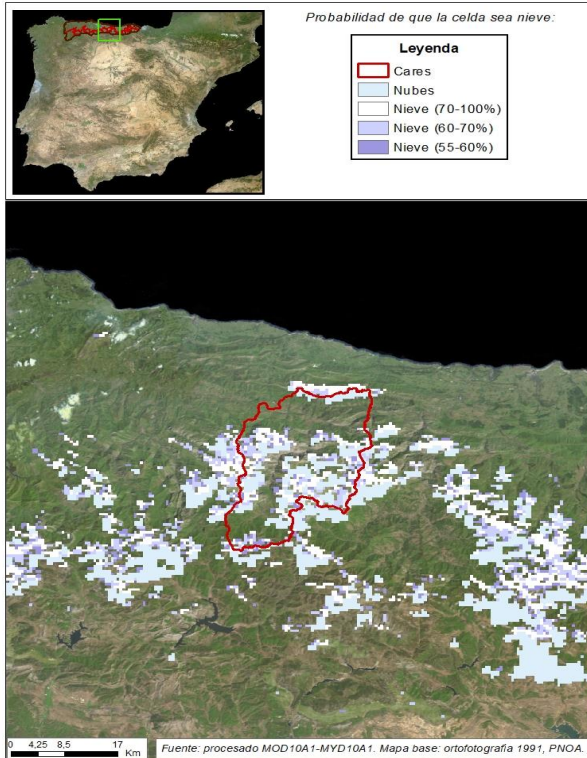 Probabilidad de que la celda sea nieve:
Leyenda
Cares
Nubes
Nieve (70-100%)
Nieve (60-70%)
Nieve (55-60%)
0 4,25 8,5 17
Km
Fuente: procesado MOD10A1-MYD10A1. Mapa base: ortofotografia 1991, PNOA.